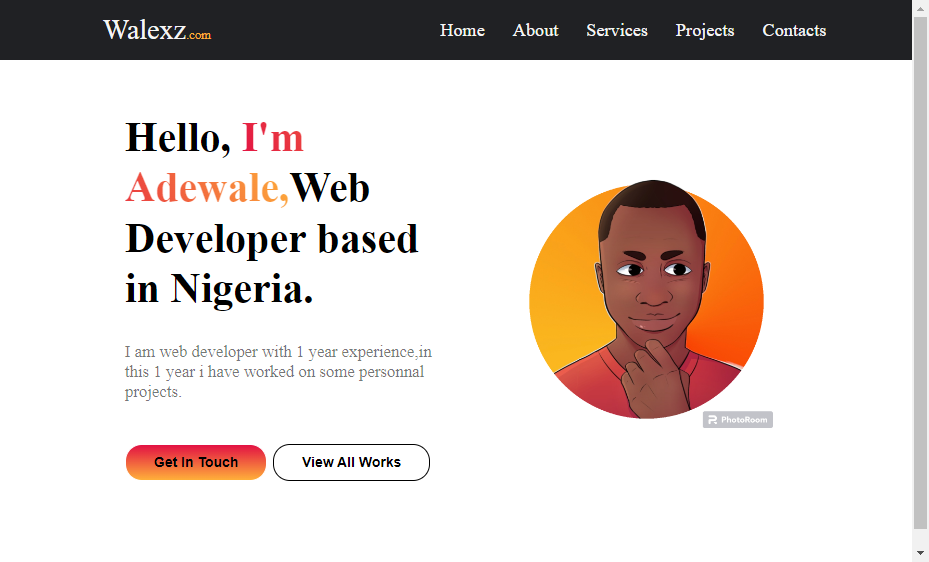 Walexz.com
Home About Services Projects Contacts
Hello, I'm
Adewale,Web
Developer based
in Nigeria.
I am web developer with 1 year experience,in
this 1 year i have worked on some personnal
projects.
PhotoRoom
Get In Touch
View All Works